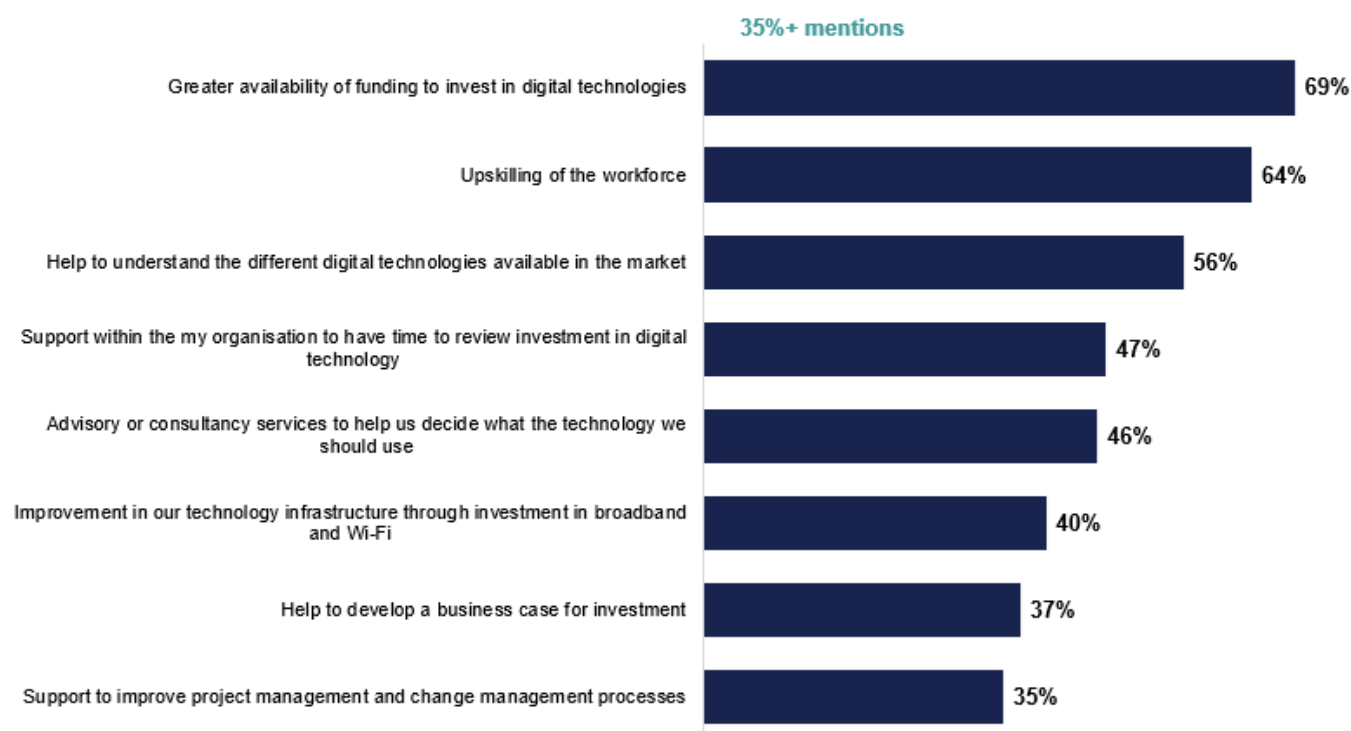 35%+ mentions
Greater availability of funding to invest in digital technologies
69%
Upskilling of the workforce
64%
Help to understand the different digital technologies available in the market
56%
Support within the my organisation to have time to review investment in digital
technology
47%
Advisory or consultancy services to help us decide what the technology we
should use
46%
Improvement in our technology infrastructure through investment in broadband
and Wi-Fi
40%
Help to develop a business case for investment
37%
Support to improve project management and change management processes
35%